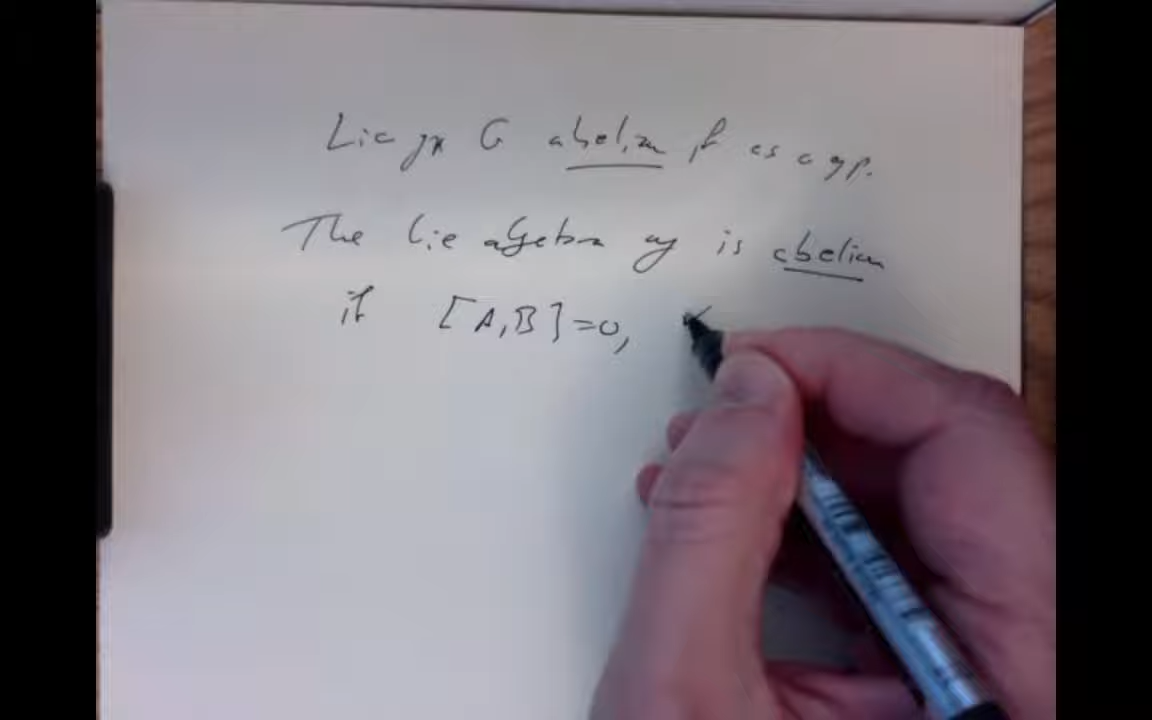 Lie gp G abelian if as a gp.
The Lie algebra 𝔤 is abelian
if [A,B]=0,